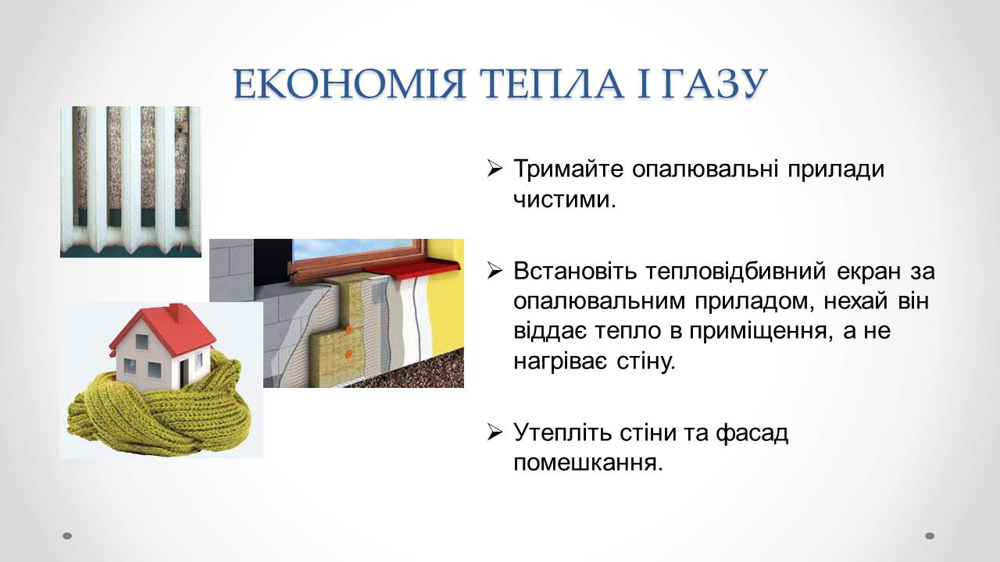 ЕКОНОМІЯ ТЕПЛА І ГАЗУ
Тримайте опалювальні прилади
чистими.
Встановіть тепловідбивний екран за
опалювальним приладом, нехай він
віддає тепло в приміщення, а не
нагріває стіну.
Утепліть стіни та фасад
помешкання.